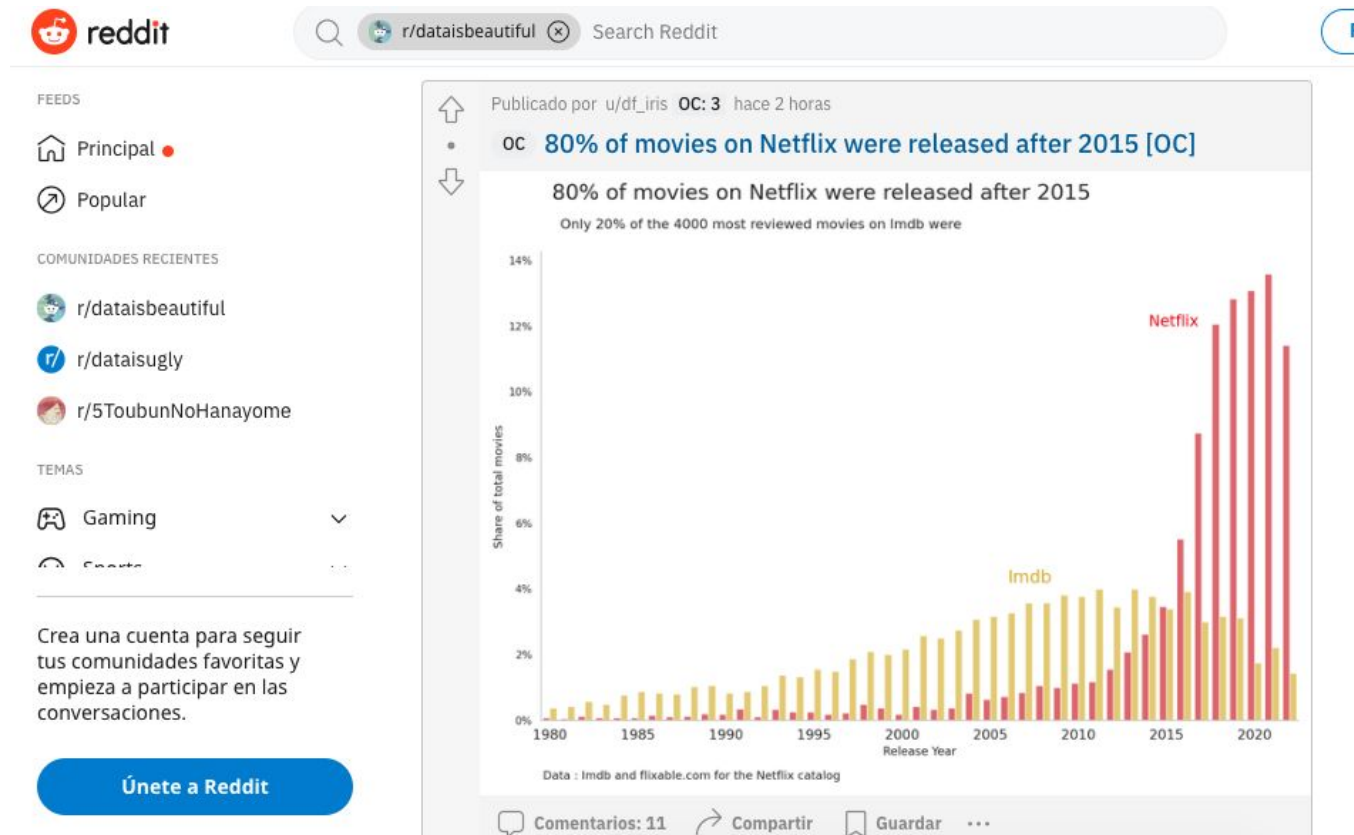 reddit
r/dataisbeautiful
Search Reddit
FEEDS
Principal
Popular
COMUNIDADES RECIENTES
r/dataisbeautiful
r/ r/dataisugly
r/5ToubunNoHanayome
TEMAS
Gaming
Sports
Crea una cuenta para seguir
tus comunidades favoritas y
empieza a participar en las
conversaciones.
Únete a Reddit
Publicado por u/df_iris OC: 3 hace 2 horas
OC 80% of movies on Netflix were released after 2015 [OC]
80% of movies on Netflix were released after 2015
Only 20% of the 4000 most reviewed movies on Imdb were
14%
12%
10%
8%
6%
4%
2%
0%
Share of total movies
Netflix
Imdb
1980 1985 1990 1995 2000 2005 2010 2015 2020
Release Year
Data : Imdb and flixable.com for the Netflix catalog
Comentarios: 11 Compartir Guardar ...